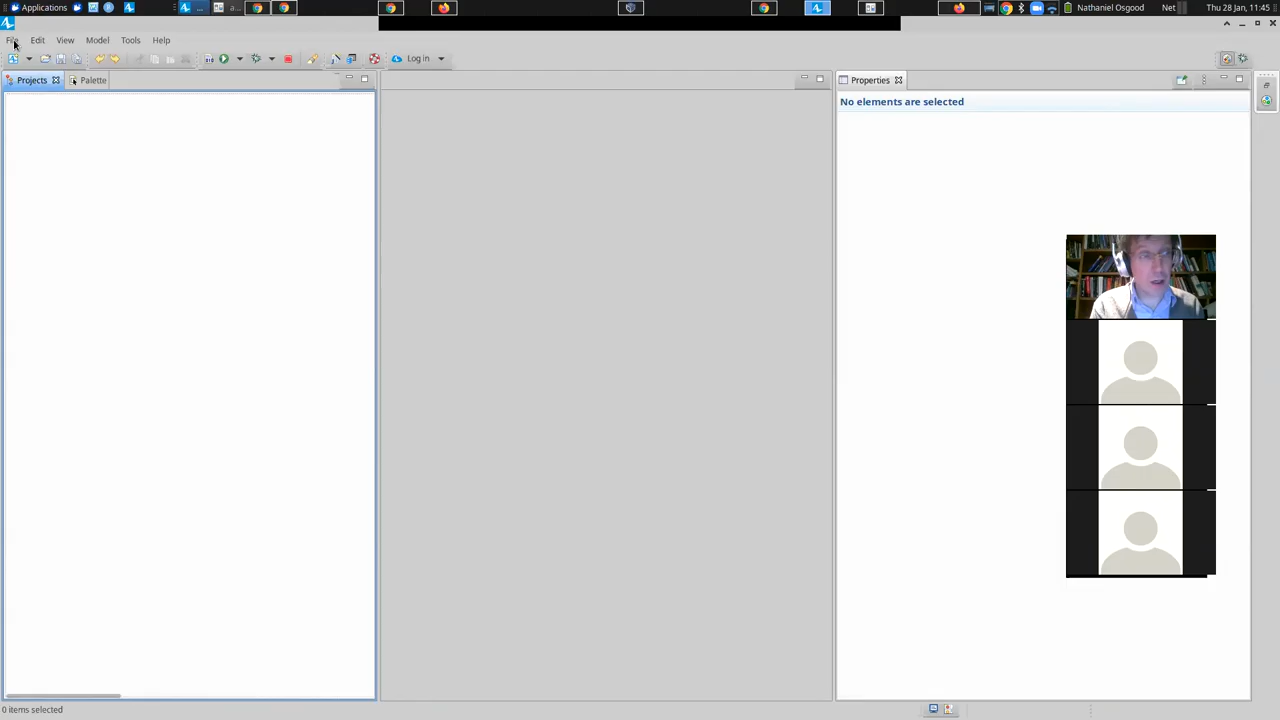 Applications
...
a...
Nathaniel Osgood
Net
Thu 28 Jan, 11:45
File Edit View Model Tools Help
Log in
Projects
Palette
Properties
No elements are selected
0 items selected